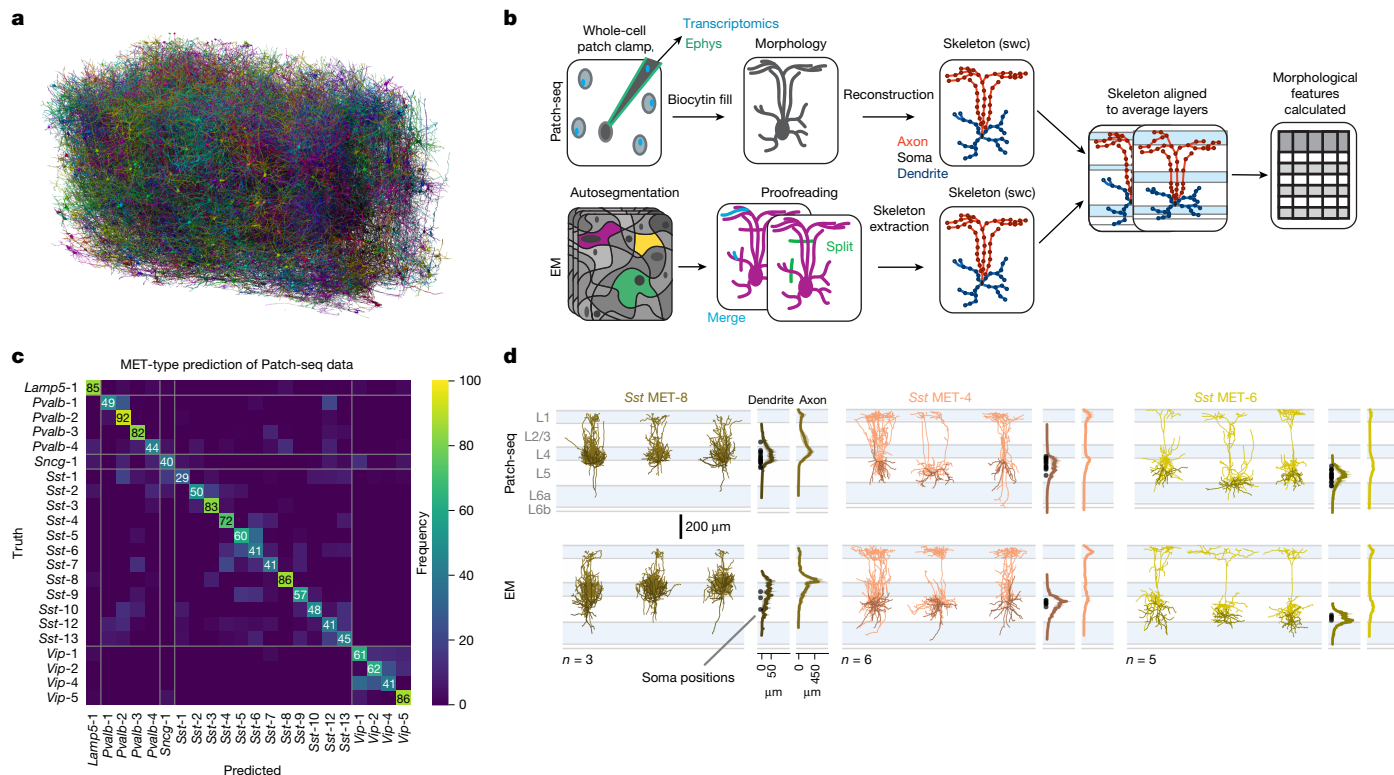 a
b
Whole-cell
patch clamp,
Transcriptomics
Ephys
Morphology
Skeleton (swc)
Patch-seq
Biocytin fill
Reconstruction
Axon
Soma
Dendrite
Skeleton aligned
to average layers
Morphological
features
calculated
Autosegmentation
Proofreading
Skeleton
extraction
Skeleton (swc)
EM
Split
Merge
c
MET-type prediction of Patch-seq data
Truth
Lamp5-1
Pvalb-1
Pvalb-2
Pvalb-3
Pvalb-4
Sncg-1
Sst-1
Sst-2
Sst-3
Sst-4
Sst-5
Sst-6
Sst-7
Sst-8
Sst-9
Sst-10
Sst-12
Sst-13
Vip-1
Vip-2
Vip-4
Vip-5
85
49
92
82
44
40
29
50
83
72
60
41
41
86
57
48
41
45
61
62
41
86
Lamp5-1
Pvalb-1
Pvalb-2
Pvalb-3
Pvalb-4
Sncg-1
Sst-1
Sst-2
Sst-3
Sst-4
Sst-5
Sst-6
Sst-7
Sst-8
Sst-9
Sst-10
Sst-12
Sst-13
Vip-1
Vip-2
Vip-4
Vip-5
Predicted
Frequency
100
80
60
40
20
0
d
Sst MET-8
Dendrite
Axon
Sst MET-4
Sst MET-6
Patch-seq
L1
L2/3
L4
L5
L6a
L6b
200 μm
EM
n = 3
Soma positions
0
50
μm
0
450
μm
n = 6
n = 5